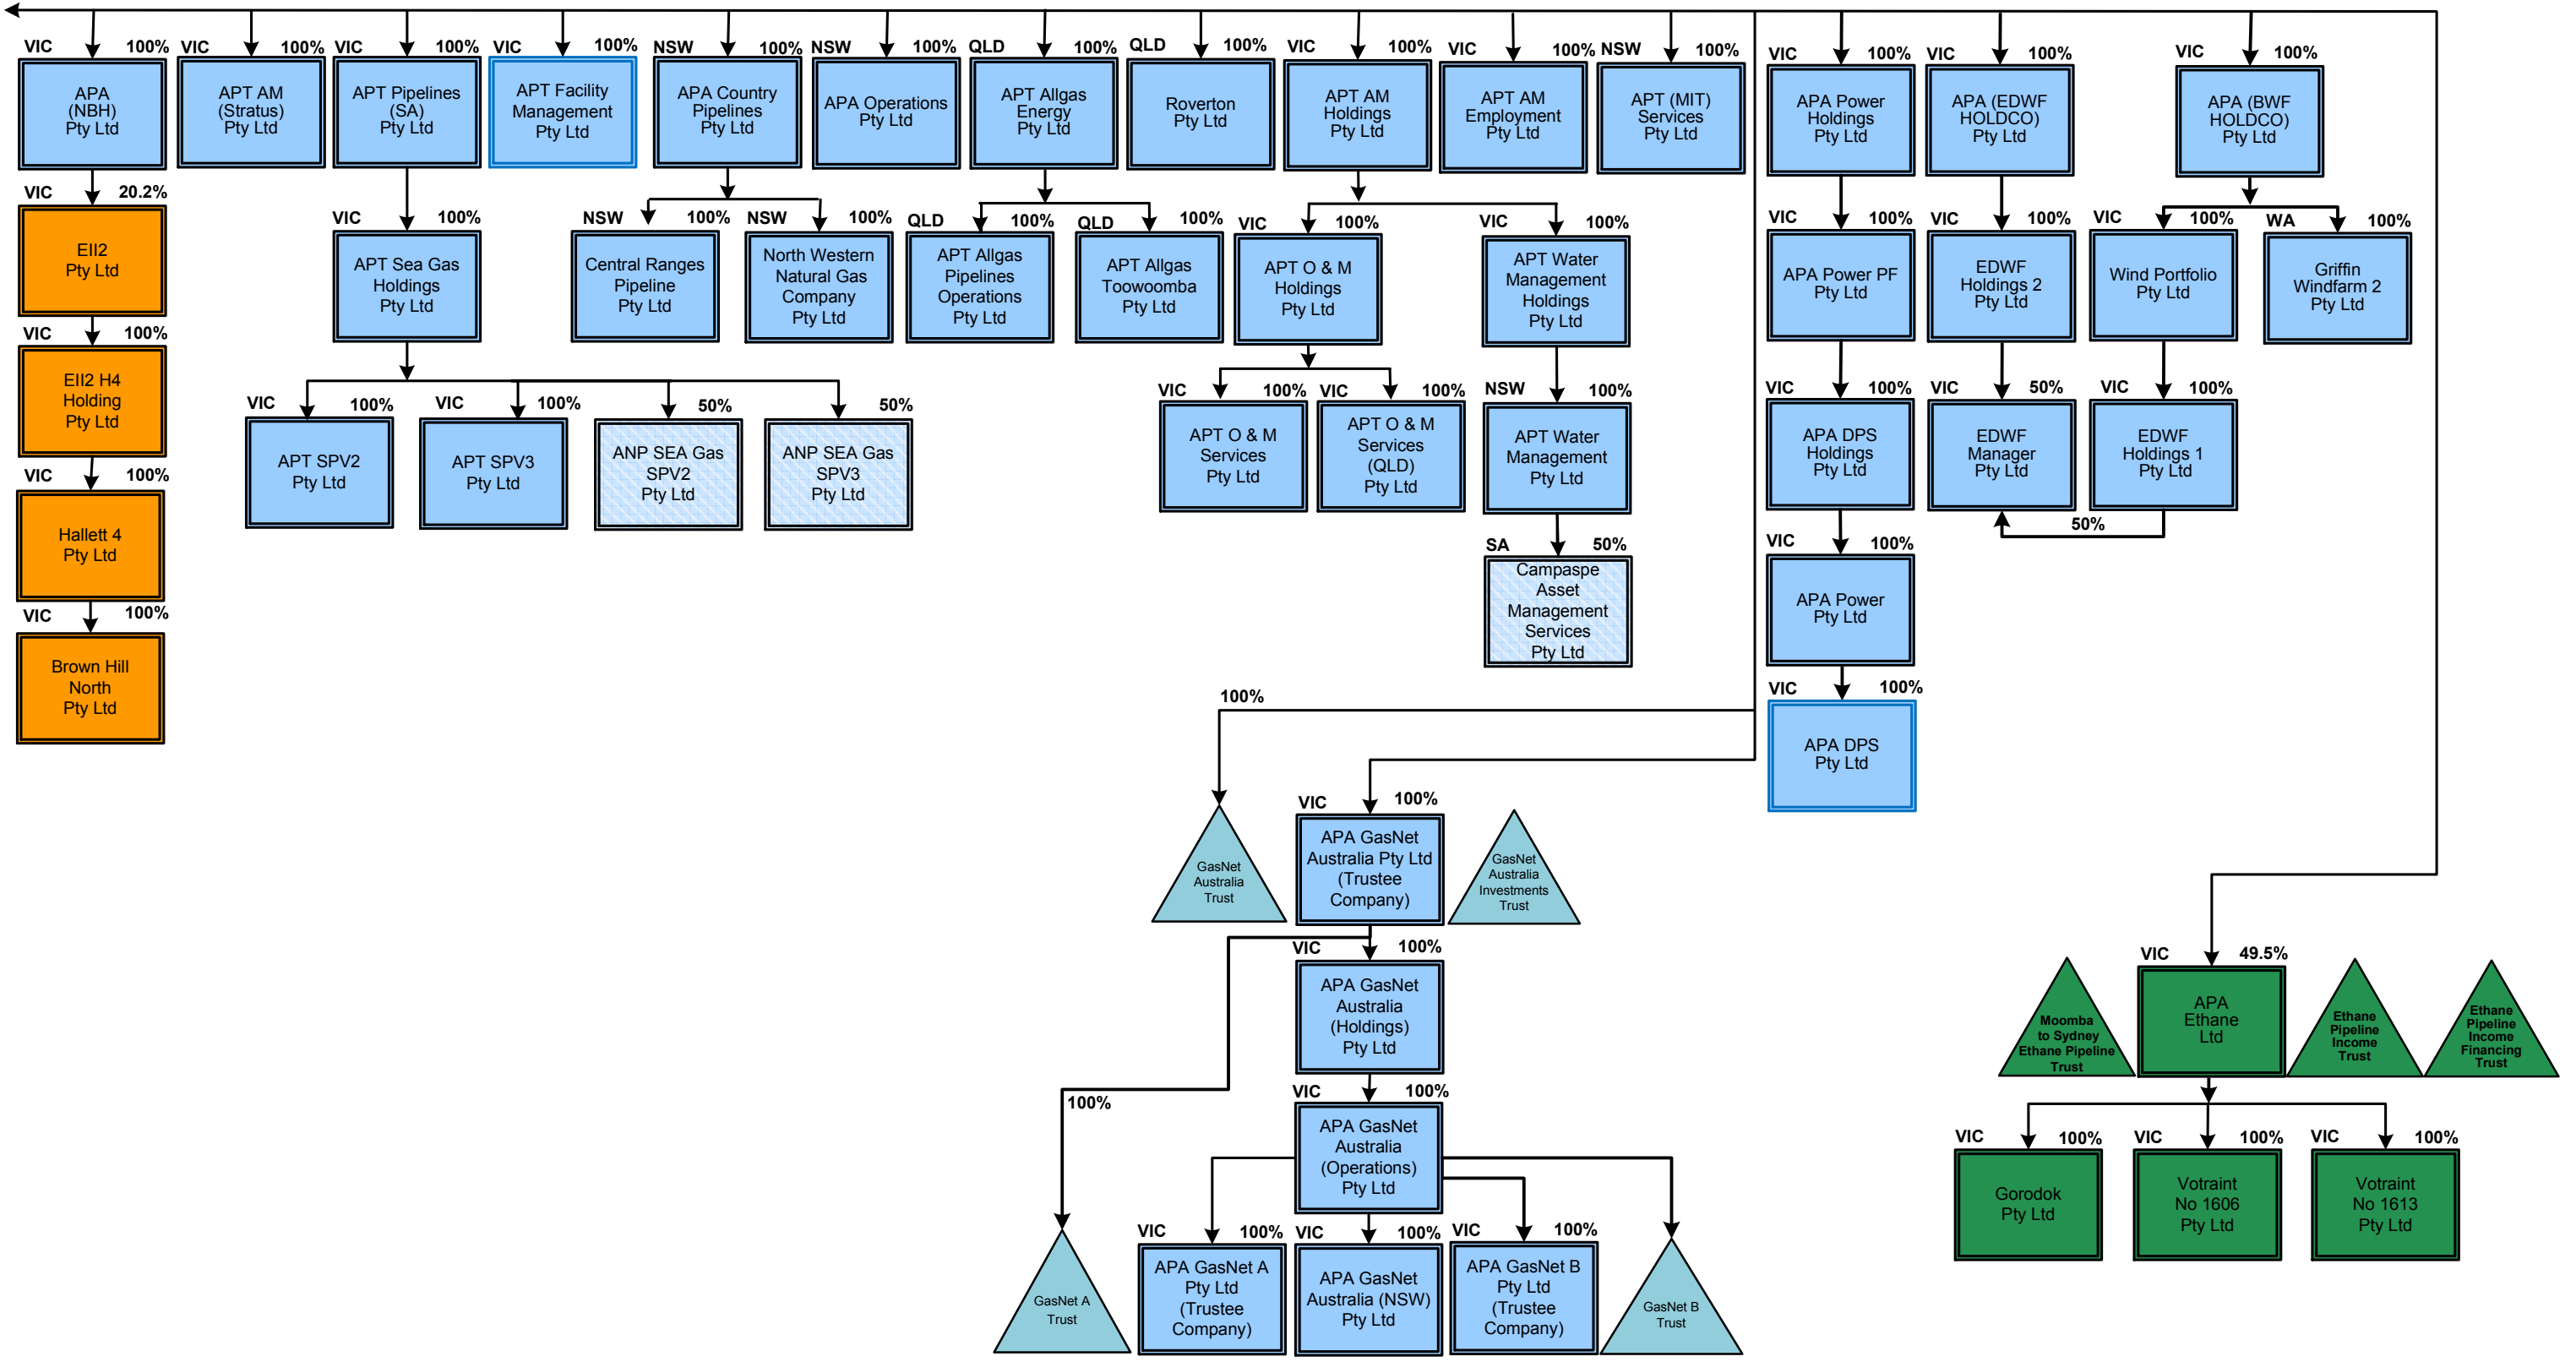 VIC 100%
APA
(NBH)
Pty Ltd
VIC 100%
APT AM
(Stratus)
Pty Ltd
VIC 100%
APT Pipelines
(SA)
Pty Ltd
VIC 100%
APT Facility
Management
Pty Ltd
NSW 100%
APA Country
Pipelines
Pty Ltd
NSW 100%
APA Operations
Pty Ltd
QLD 100%
APT Allgas
Energy
Pty Ltd
QLD 100%
Roverton
Pty Ltd
VIC 100%
APT AM
Holdings
Pty Ltd
VIC 100%
APT AM
Employment
Pty Ltd
NSW 100%
APT (MIT)
Services
Pty Ltd
VIC 100%
APA Power
Holdings
Pty Ltd
VIC 100%
APA (EDWF
HOLDCO)
Pty Ltd
VIC 100%
APA (BWF
HOLDCO)
Pty Ltd
VIC 20.2%
EII2
Pty Ltd
VIC 100%
APT Sea Gas
Holdings
Pty Ltd
NSW 100%
Central Ranges
Pipeline
Pty Ltd
NSW 100%
North Western
Natural Gas
Company
Pty Ltd
QLD 100%
APT Allgas
Pipelines
Operations
Pty Ltd
QLD 100%
APT Allgas
Toowoomba
Pty Ltd
VIC 100%
APT O & M
Holdings
Pty Ltd
VIC 100%
APT Water
Management
Holdings
Pty Ltd
VIC 100%
APA Power PF
Pty Ltd
VIC 100%
EDWF
Holdings 2
Pty Ltd
VIC 100%
Wind Portfolio
Pty Ltd
WA 100%
Griffin
Windfarm 2
Pty Ltd
VIC 100%
EII2 H4
Holding
Pty Ltd
VIC 100%
APT SPV2
Pty Ltd
VIC 100%
APT SPV3
Pty Ltd
50%
ANP SEA Gas
SPV2
Pty Ltd
50%
ANP SEA Gas
SPV3
Pty Ltd
VIC 100%
APT O & M
Services
Pty Ltd
VIC 100%
APT O & M
Services
(QLD)
Pty Ltd
NSW 100%
APT Water
Management
Pty Ltd
VIC 100%
APA DPS
Holdings
Pty Ltd
VIC 50%
EDWF
Manager
Pty Ltd
VIC 100%
EDWF
Holdings 1
Pty Ltd
50%
VIC 100%
Hallett 4
Pty Ltd
SA 50%
Campaspe
Asset
Management
Services
Pty Ltd
VIC 100%
APA Power
Pty Ltd
VIC 100%
Brown Hill
North
Pty Ltd
VIC 100%
APA DPS
Pty Ltd
100%
GasNet
Australia
Trust
VIC 100%
APA GasNet
Australia Pty Ltd
(Trustee
Company)
GasNet
Australia
Investments
Trust
VIC 100%
APA GasNet
Australia
(Holdings)
Pty Ltd
100%
VIC 100%
APA GasNet
Australia
(Operations)
Pty Ltd
GasNet A
Trust
VIC 100%
APA GasNet A
Pty Ltd
(Trustee
Company)
VIC 100%
APA GasNet
Australia (NSW)
Pty Ltd
VIC 100%
APA GasNet B
Pty Ltd
(Trustee
Company)
GasNet B
Trust
Moomba
to Sydney
Ethane Pipeline
Trust
VIC 49.5%
APA
Ethane
Ltd
Ethane
Pipeline
Income
Trust
Ethane
Pipeline
Income
Financing
Trust
VIC 100%
Gorodok
Pty Ltd
VIC 100%
Votraint
No 1606
Pty Ltd
VIC 100%
Votraint
No 1613
Pty Ltd